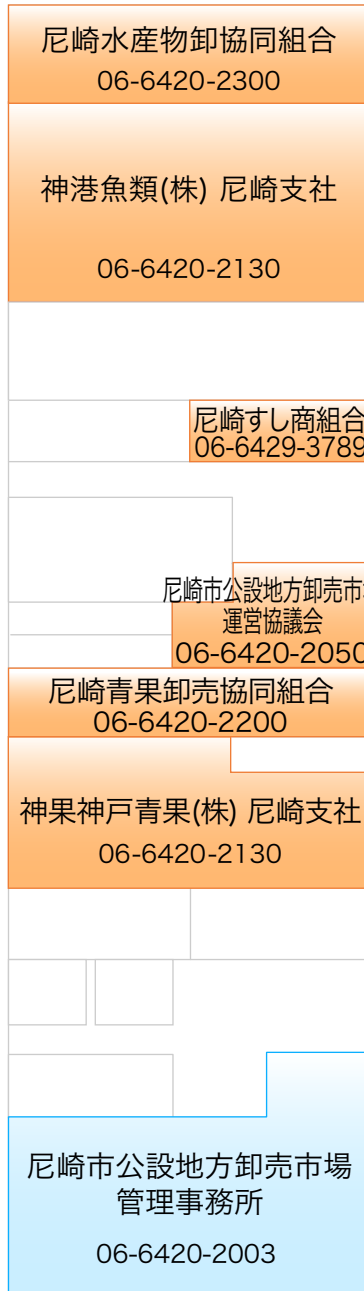 尼崎水産物卸協同組合
06-6420-2300
神港魚類(株) 尼崎支社
06-6420-2130
尼崎すし商組合
06-6429-3789
尼崎市公設地方卸売市場
運営協議会
06-6420-2050
尼崎青果卸売協同組合
06-6420-2200
神果神戸青果(株) 尼崎支社
06-6420-2130
尼崎市公設地方卸売市場
管理事務所
06-6420-2003